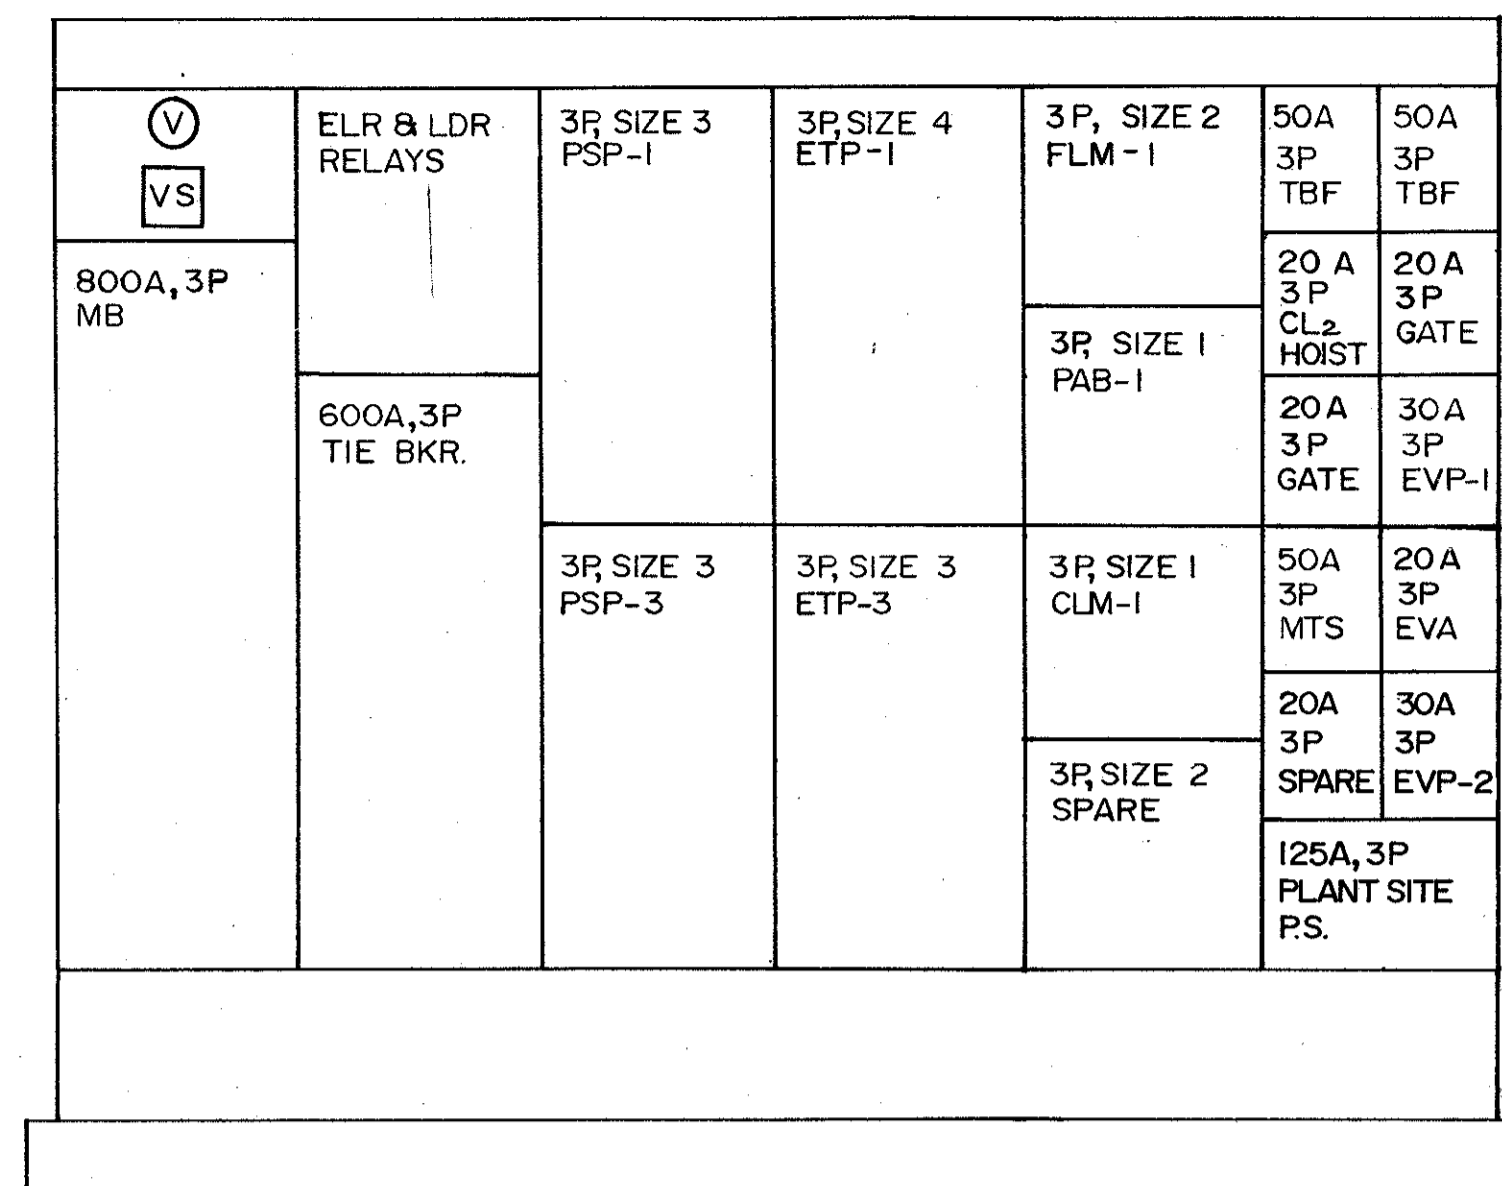 V
VS
800A, 3P
MB
ELR & LDR
RELAYS
600A,3P
TIE BKR.
3P, SIZE 3
PSP-1
3P, SIZE 3
PSP-3
3P, SIZE 4
ETP-1
3P, SIZE 3
ETP-3
3P, SIZE 2
FLM-1
3P, SIZE 1
PAB-1
3P, SIZE 1
CLM-1
3P, SIZE 2
SPARE
50A
3P
TBF
50A
3P
TBF
20 A
3P
CL2
HOIST
20A
3P
GATE
20A
3P
GATE
30A
3P
EVP-1
50A
3P
MTS
20A
3P
EVA
20A
3P
SPARE
30A
3P
EVP-2
125A, 3P
PLANT SITE
P.S.